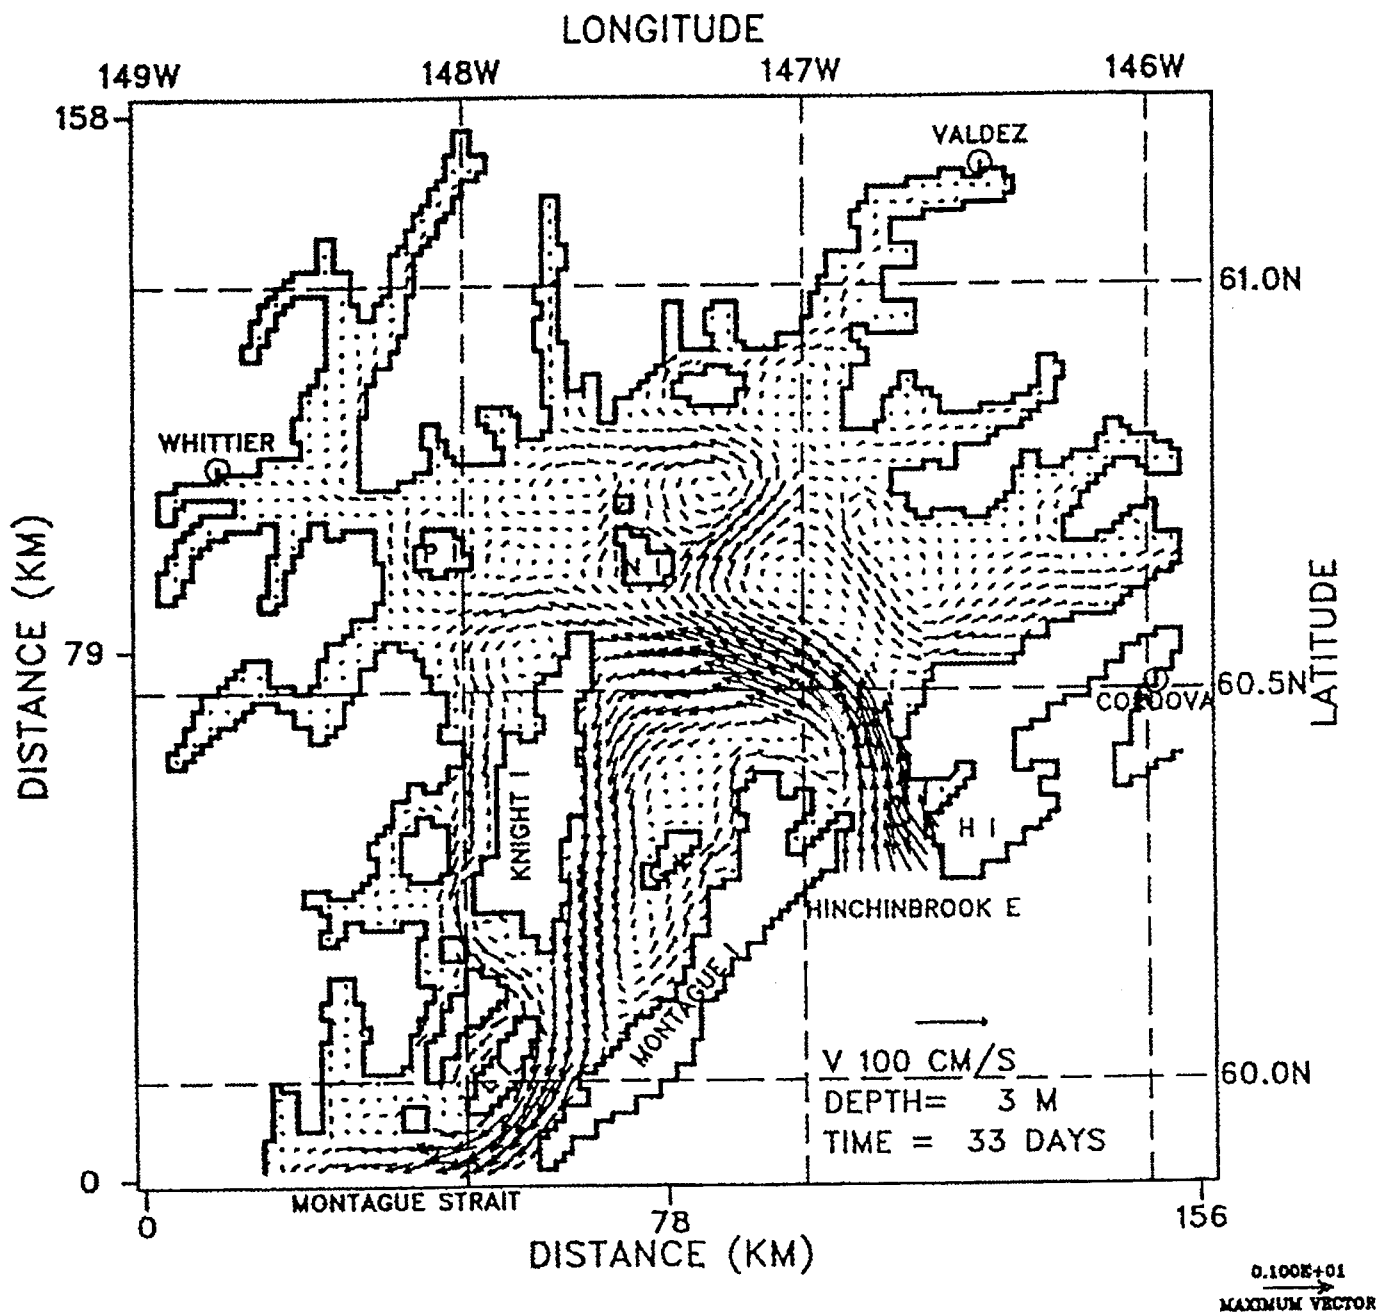 LONGITUDE
149W 148W 147W 146W
158
VALDEZ
61.0N
WHITTIER
P
N I
DISTANCE (KM)
LATITUDE
79
60.5N
CORDOVA
KNIGHT I
H I
HINCHINBROOK E
MONTAGUE I
V 100 CM/S
60.0N
DEPTH= 3 M
TIME = 33 DAYS
0
MONTAGUE STRAIT
0 78 156
DISTANCE (KM)
0.100E+01
MAXIMUM VECTOR